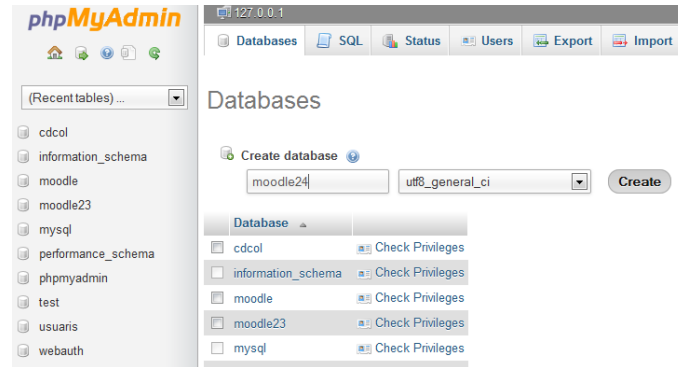 phpMyAdmin
(Recent tables) ...
cdcol
information_schema
moodle
moodle23
mysql
performance_schema
phpmyadmin
test
usuaris
webauth
127.0.0.1
Databases SQL Status Users Export Import
Databases
Create database
moodle24 utf8_general_ci Create
Database
cdcol Check Privileges
information_schema Check Privileges
moodle Check Privileges
moodle23 Check Privileges
mysql Check Privileges